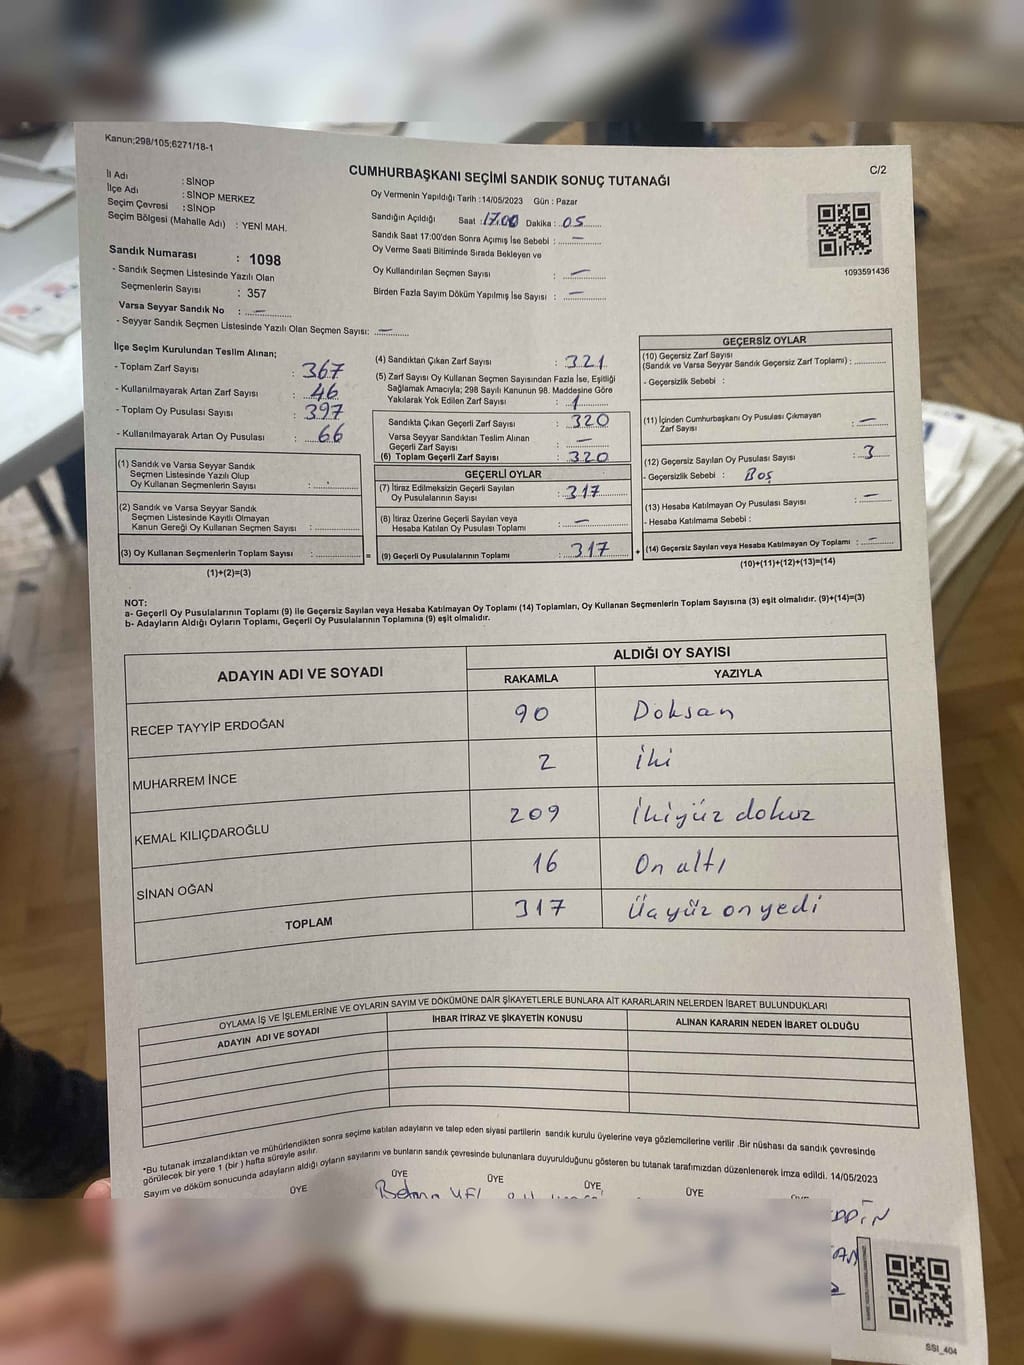 Kanun;298/105;6271/18-1
C/2
CUMHURBAŞKANI SEÇİMİ SANDIK SONUÇ TUTANAĞI
İl Adı : SİNOP
İlçe Adı : SİNOP MERKEZ
Seçim Çevresi : SİNOP
Seçim Bölgesi (Mahalle Adı) : YENİ MAH.
Sandık Numarası : 1098
- Sandık Seçmen Listesinde Yazılı Olan
Seçmenlerin Sayısı : 357
Varsa Seyyar Sandık No : –
- Seyyar Sandık Seçmen Listesinde Yazılı Olan Seçmen Sayısı: –
Oy Vermenin Yapıldığı Tarih :14/05/2023 Gün : Pazar
Sandığın Açıldığı Saat :17.00 Dakika : 05
Sandık Saat 17:00'den Sonra Açımış İse Sebebi : –
Oy Verme Saati Bitiminde Sırada Bekleyen ve
Oy Kullandırılan Seçmen Sayısı : –
Birden Fazla Sayım Döküm Yapılmış İse Sayısı : –
1093591436
İlçe Seçim Kurulundan Teslim Alınan;
- Toplam Zarf Sayısı : 367
- Kullanılmayarak Artan Zarf Sayısı : 46
- Toplam Oy Pusulası Sayısı : 397
- Kullanılmayarak Artan Oy Pusulası : 66
(1) Sandık ve Varsa Seyyar Sandık
Seçmen Listesinde Yazılı Olup
Oy Kullanan Seçmenlerin Sayısı :
(2) Sandık ve Varsa Seyyar Sandık
Seçmen Listesinde Kayıtlı Olmayan
Kanun Gereği Oy Kullanan Seçmen Sayısı :
(3) Oy Kullanan Seçmenlerin Toplam Sayısı : =
(1)+(2)=(3)
(4) Sandıktan Çıkan Zarf Sayısı : 321
(5) Zarf Sayısı Oy Kullanan Seçmen Sayısından Fazla İse, Eşitliği
Sağlamak Amacıyla; 298 Sayılı Kanunun 98. Maddesine Göre
Yakılarak Yok Edilen Zarf Sayısı : 1
Sandıkta Çıkan Geçerli Zarf Sayısı : 320
Varsa Seyyar Sandıktan Teslim Alınan
Geçerli Zarf Sayısı : –
(6) Toplam Geçerli Zarf Sayısı : 320
GEÇERLİ OYLAR
(7) İtiraz Edilmeksizin Geçerli Sayılan
Oy Pusulalarının Sayısı : 317
(8) İtiraz Üzerine Geçerli Sayılan veya
Hesaba Katılan Oy Pusulası Toplamı : –
(9) Geçerli Oy Pusulalarının Toplamı : 317 +
GEÇERSİZ OYLAR
(10) Geçersiz Zarf Sayısı
(Sandık ve Varsa Seyyar Sandık Geçersiz Zarf Toplamı) :
- Geçersizlik Sebebi :
(11) İçinden Cumhurbaşkanı Oy Pusulası Çıkmayan
Zarf Sayısı : –
(12) Geçersiz Sayılan Oy Pusulası Sayısı : 3
- Geçersizlik Sebebi : Boş
(13) Hesaba Katılmayan Oy Pusulası Sayısı : –
- Hesaba Katılmama Sebebi :
(14) Geçersiz Sayılan veya Hesaba Katılmayan Oy Toplamı : –
(10)+(11)+(12)+(13)=(14)
NOT:
a- Geçerli Oy Pusulalarının Toplamı (9) ile Geçersiz Sayılan veya Hesaba Katılmayan Oy Toplamı (14) Toplamları, Oy Kullanan Seçmenlerin Toplam Sayısına (3) eşit olmalıdır. (9)+(14)=(3)
b- Adayların Aldığı Oyların Toplamı, Geçerli Oy Pusulalarının Toplamına (9) eşit olmalıdır.
ADAYIN ADI VE SOYADI
ALDIĞI OY SAYISI
RAKAMLA YAZIYLA
RECEP TAYYİP ERDOĞAN 90 Doksan
MUHARREM İNCE 2 İki
KEMAL KILIÇDAROĞLU 209 İkiyüz dokuz
SİNAN OĞAN 16 On altı
TOPLAM 317 Üçyüz onyedi
OYLAMA İŞ VE İŞLEMLERİNE VE OYLARIN SAYIM VE DÖKÜMÜNE DAİR ŞİKAYETLERLE BUNLARA AİT KARARLARIN NELERDEN İBARET BULUNDUKLARI
ADAYIN ADI VE SOYADI İHBAR İTİRAZ VE ŞİKAYETİN KONUSU ALINAN KARARIN NEDEN İBARET OLDUĞU
*Bu tutanak imzalandıktan ve mühürlendikten sonra seçime katılan adayların ve talep eden siyasi partilerin sandık kurulu üyelerine veya gözlemcilerine verilir .Bir nüshası da sandık çevresinde
görülecek bir yere 1 (bir ) hafta süreyle asılır.
Sayım ve döküm sonucunda adayların aldığı oyların sayılarını ve bunların sandık çevresinde bulunanlara duyurulduğunu gösteren bu tutanak tarafımızdan düzenlenerek imza edildi. 14/05/2023
ÜYE ÜYE ÜYE ÜYE ÜYE
SSI_404